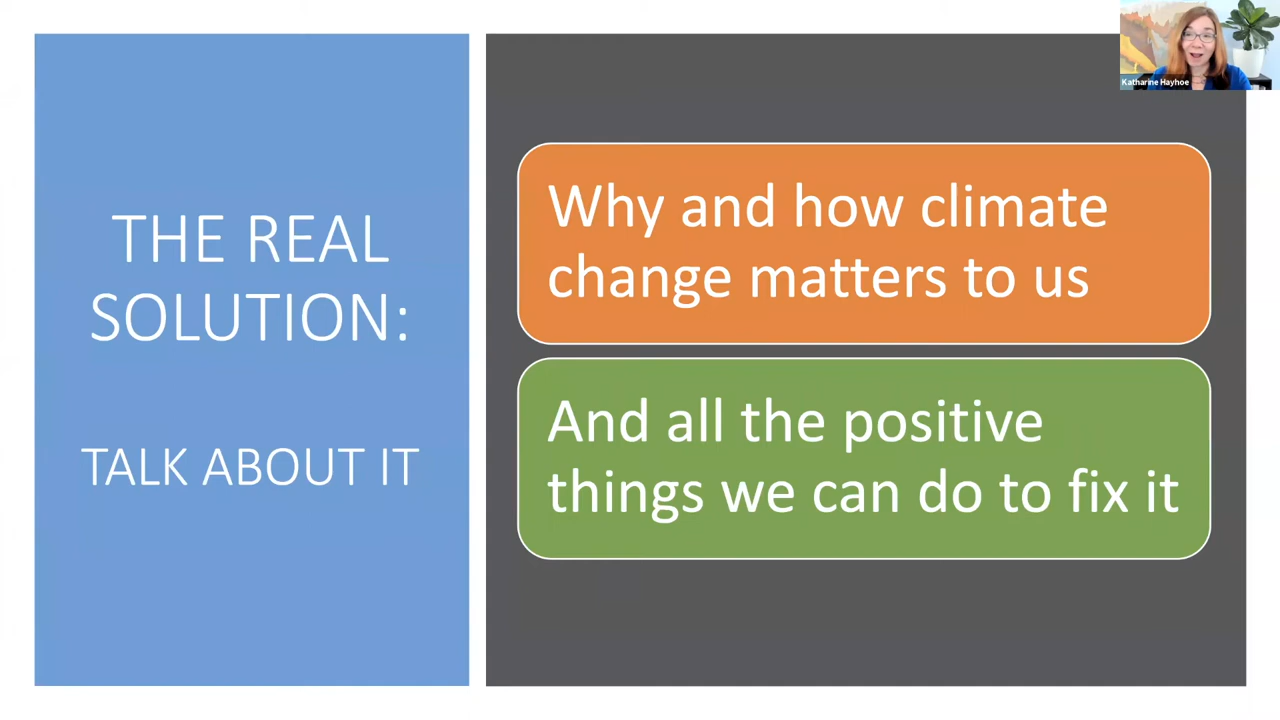 THE REAL
SOLUTION:
TALK ABOUT IT
Why and how climate
change matters to us
And all the positive
things we can do to fix it
Katharine Hayhoe